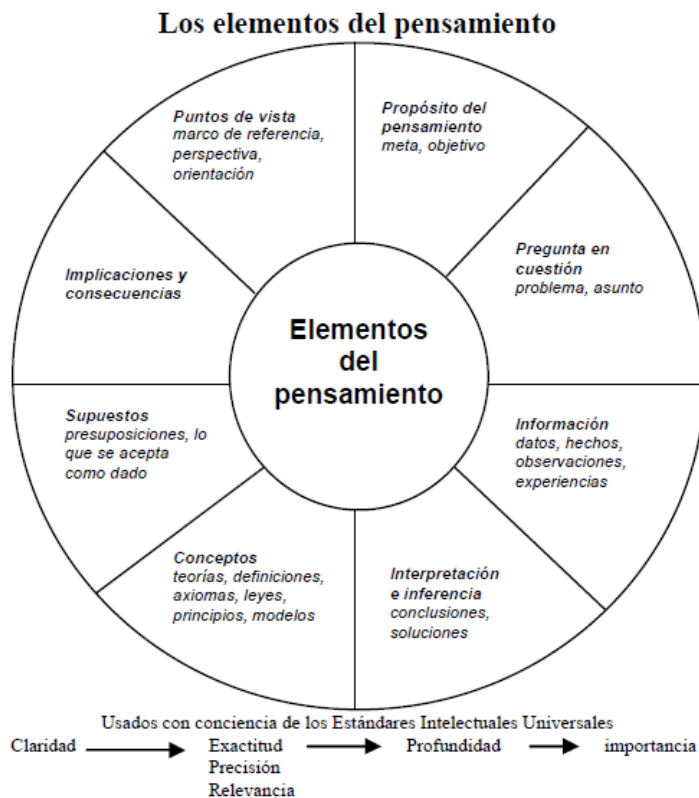 Los elementos del pensamiento
Puntos de vista
marco de referencia,
perspectiva,
orientación
Propósito del
pensamiento
meta, objetivo
Pregunta en
cuestión
problema, asunto
Información
datos, hechos,
observaciones,
experiencias
Interpretación
e inferencia
conclusiones,
soluciones
Conceptos
teorías, definiciones,
axiomas, leyes,
principios, modelos
Supuestos
presuposiciones, lo
que se acepta
como dado
Implicaciones y
consecuencias
Elementos
del
pensamiento
Usados con conciencia de los Estándares Intelectuales Universales
Claridad Exactitud Profundidad importancia
Precisión
Relevancia